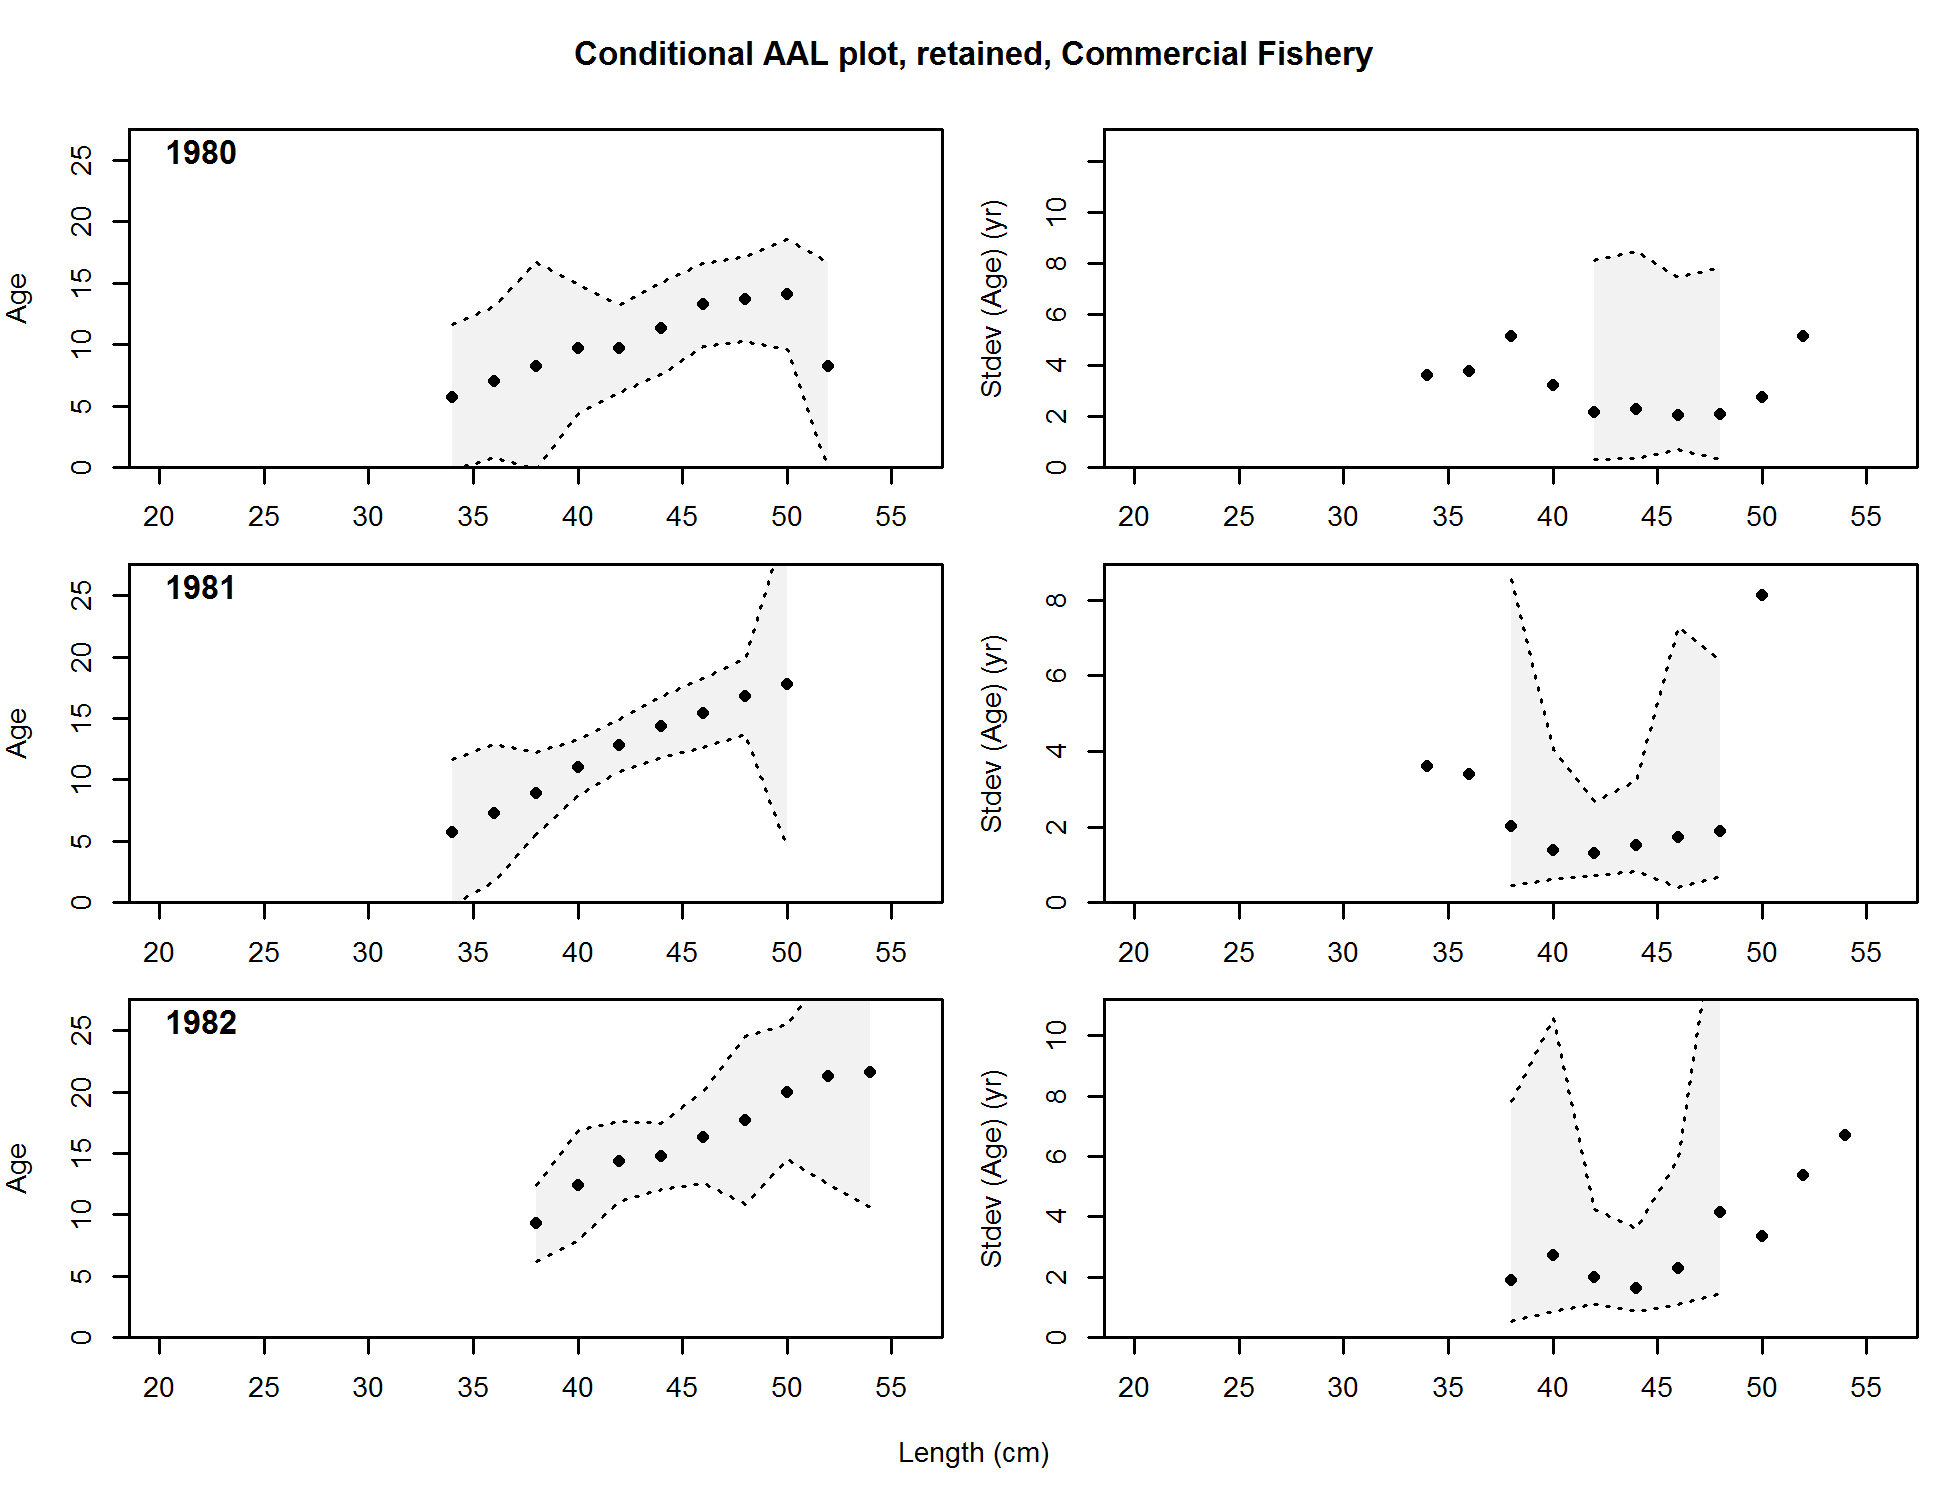 Conditional AAL plot, retained, Commercial Fishery
1980
Age
0 5 10 15 20 25
20 25 30 35 40 45 50 55
Stdev (Age) (yr)
0 2 4 6 8 10
20 25 30 35 40 45 50 55
1981
Age
0 5 10 15 20 25
20 25 30 35 40 45 50 55
Stdev (Age) (yr)
0 2 4 6 8
20 25 30 35 40 45 50 55
1982
Age
0 5 10 15 20 25
20 25 30 35 40 45 50 55
Stdev (Age) (yr)
0 2 4 6 8 10
20 25 30 35 40 45 50 55
Length (cm)